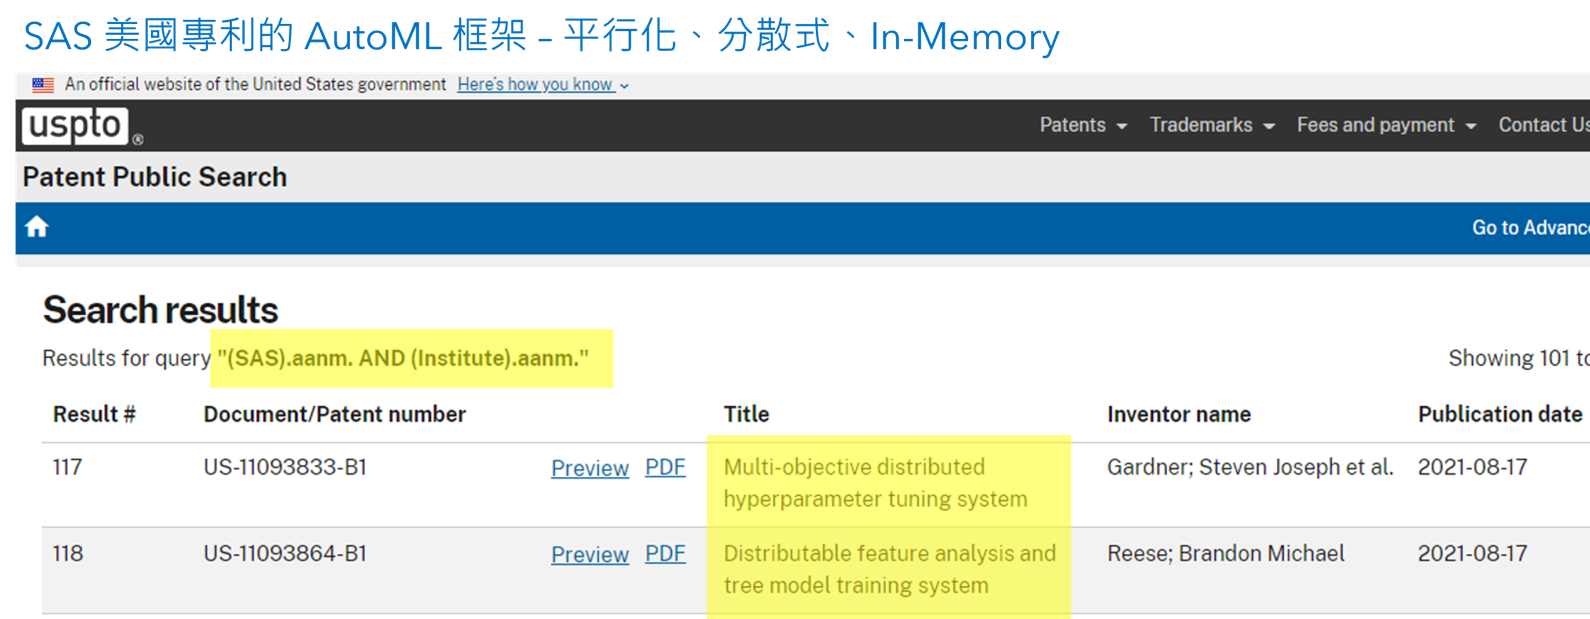 SAS 美國專利的 AutoML 框架 – 平行化、分散式、In-Memory
An official website of the United States government Here's how you know
uspto ®
Patents Trademarks Fees and payment Contact Us
Patent Public Search
Go to Advanc
Search results
Results for query "(SAS).aanm. AND (Institute).aanm." Showing 101 to
Result # Document/Patent number Title Inventor name Publication date
117 US-11093833-B1 Preview PDF Multi-objective distributed Gardner; Steven Joseph et al. 2021-08-17
hyperparameter tuning system
118 US-11093864-B1 Preview PDF Distributable feature analysis and Reese; Brandon Michael 2021-08-17
tree model training system